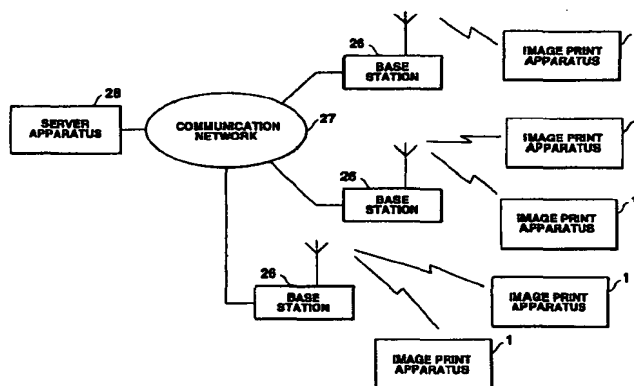 26
BASE
STATION
IMAGE PRINT
APPARATUS
28
SERVER
APPARATUS
COMMUNICATION
NETWORK
27
IMAGE PRINT
APPARATUS
26
BASE
STATION
IMAGE PRINT
APPARATUS
26
BASE
STATION
1
IMAGE PRINT
APPARATUS
1
IMAGE PRINT
APPARATUS